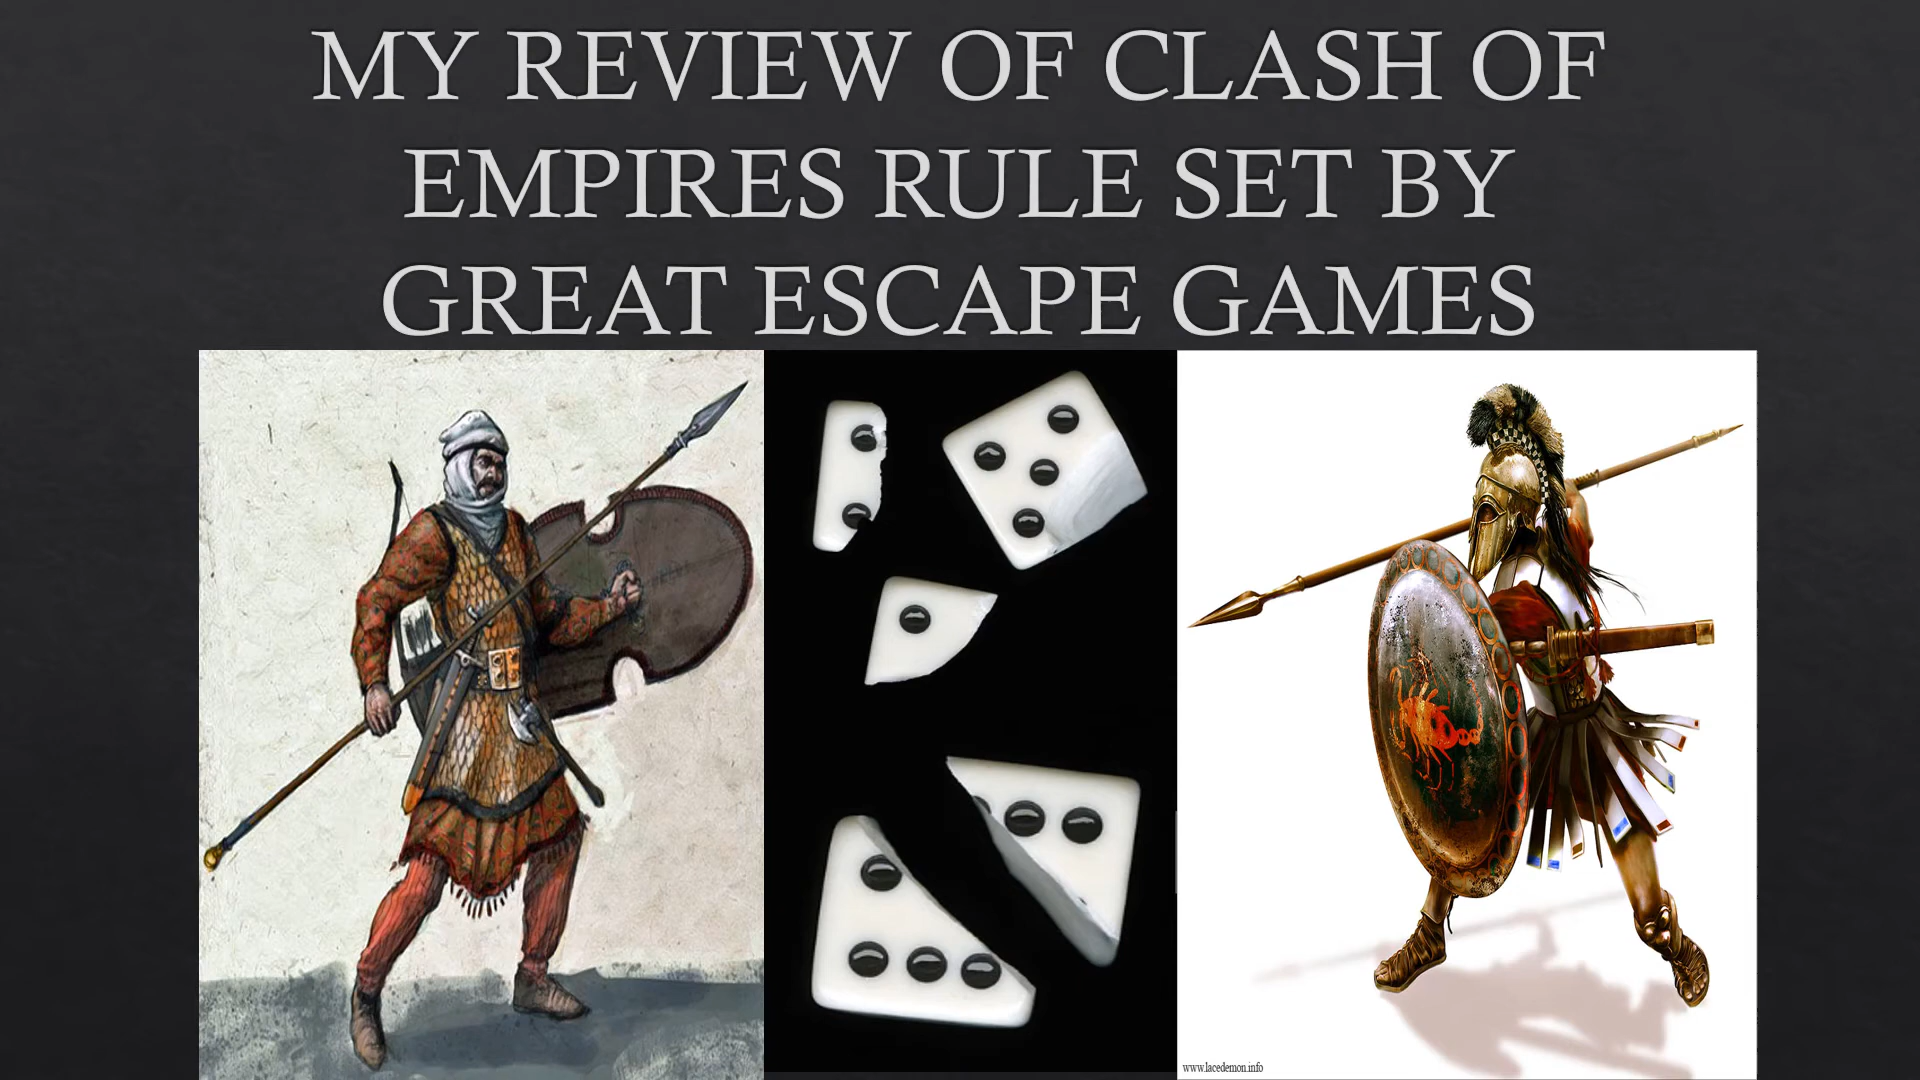 MY REVIEW OF CLASH OF
EMPIRES RULE SET BY
GREAT ESCAPE GAMES
www.lacedemon.info